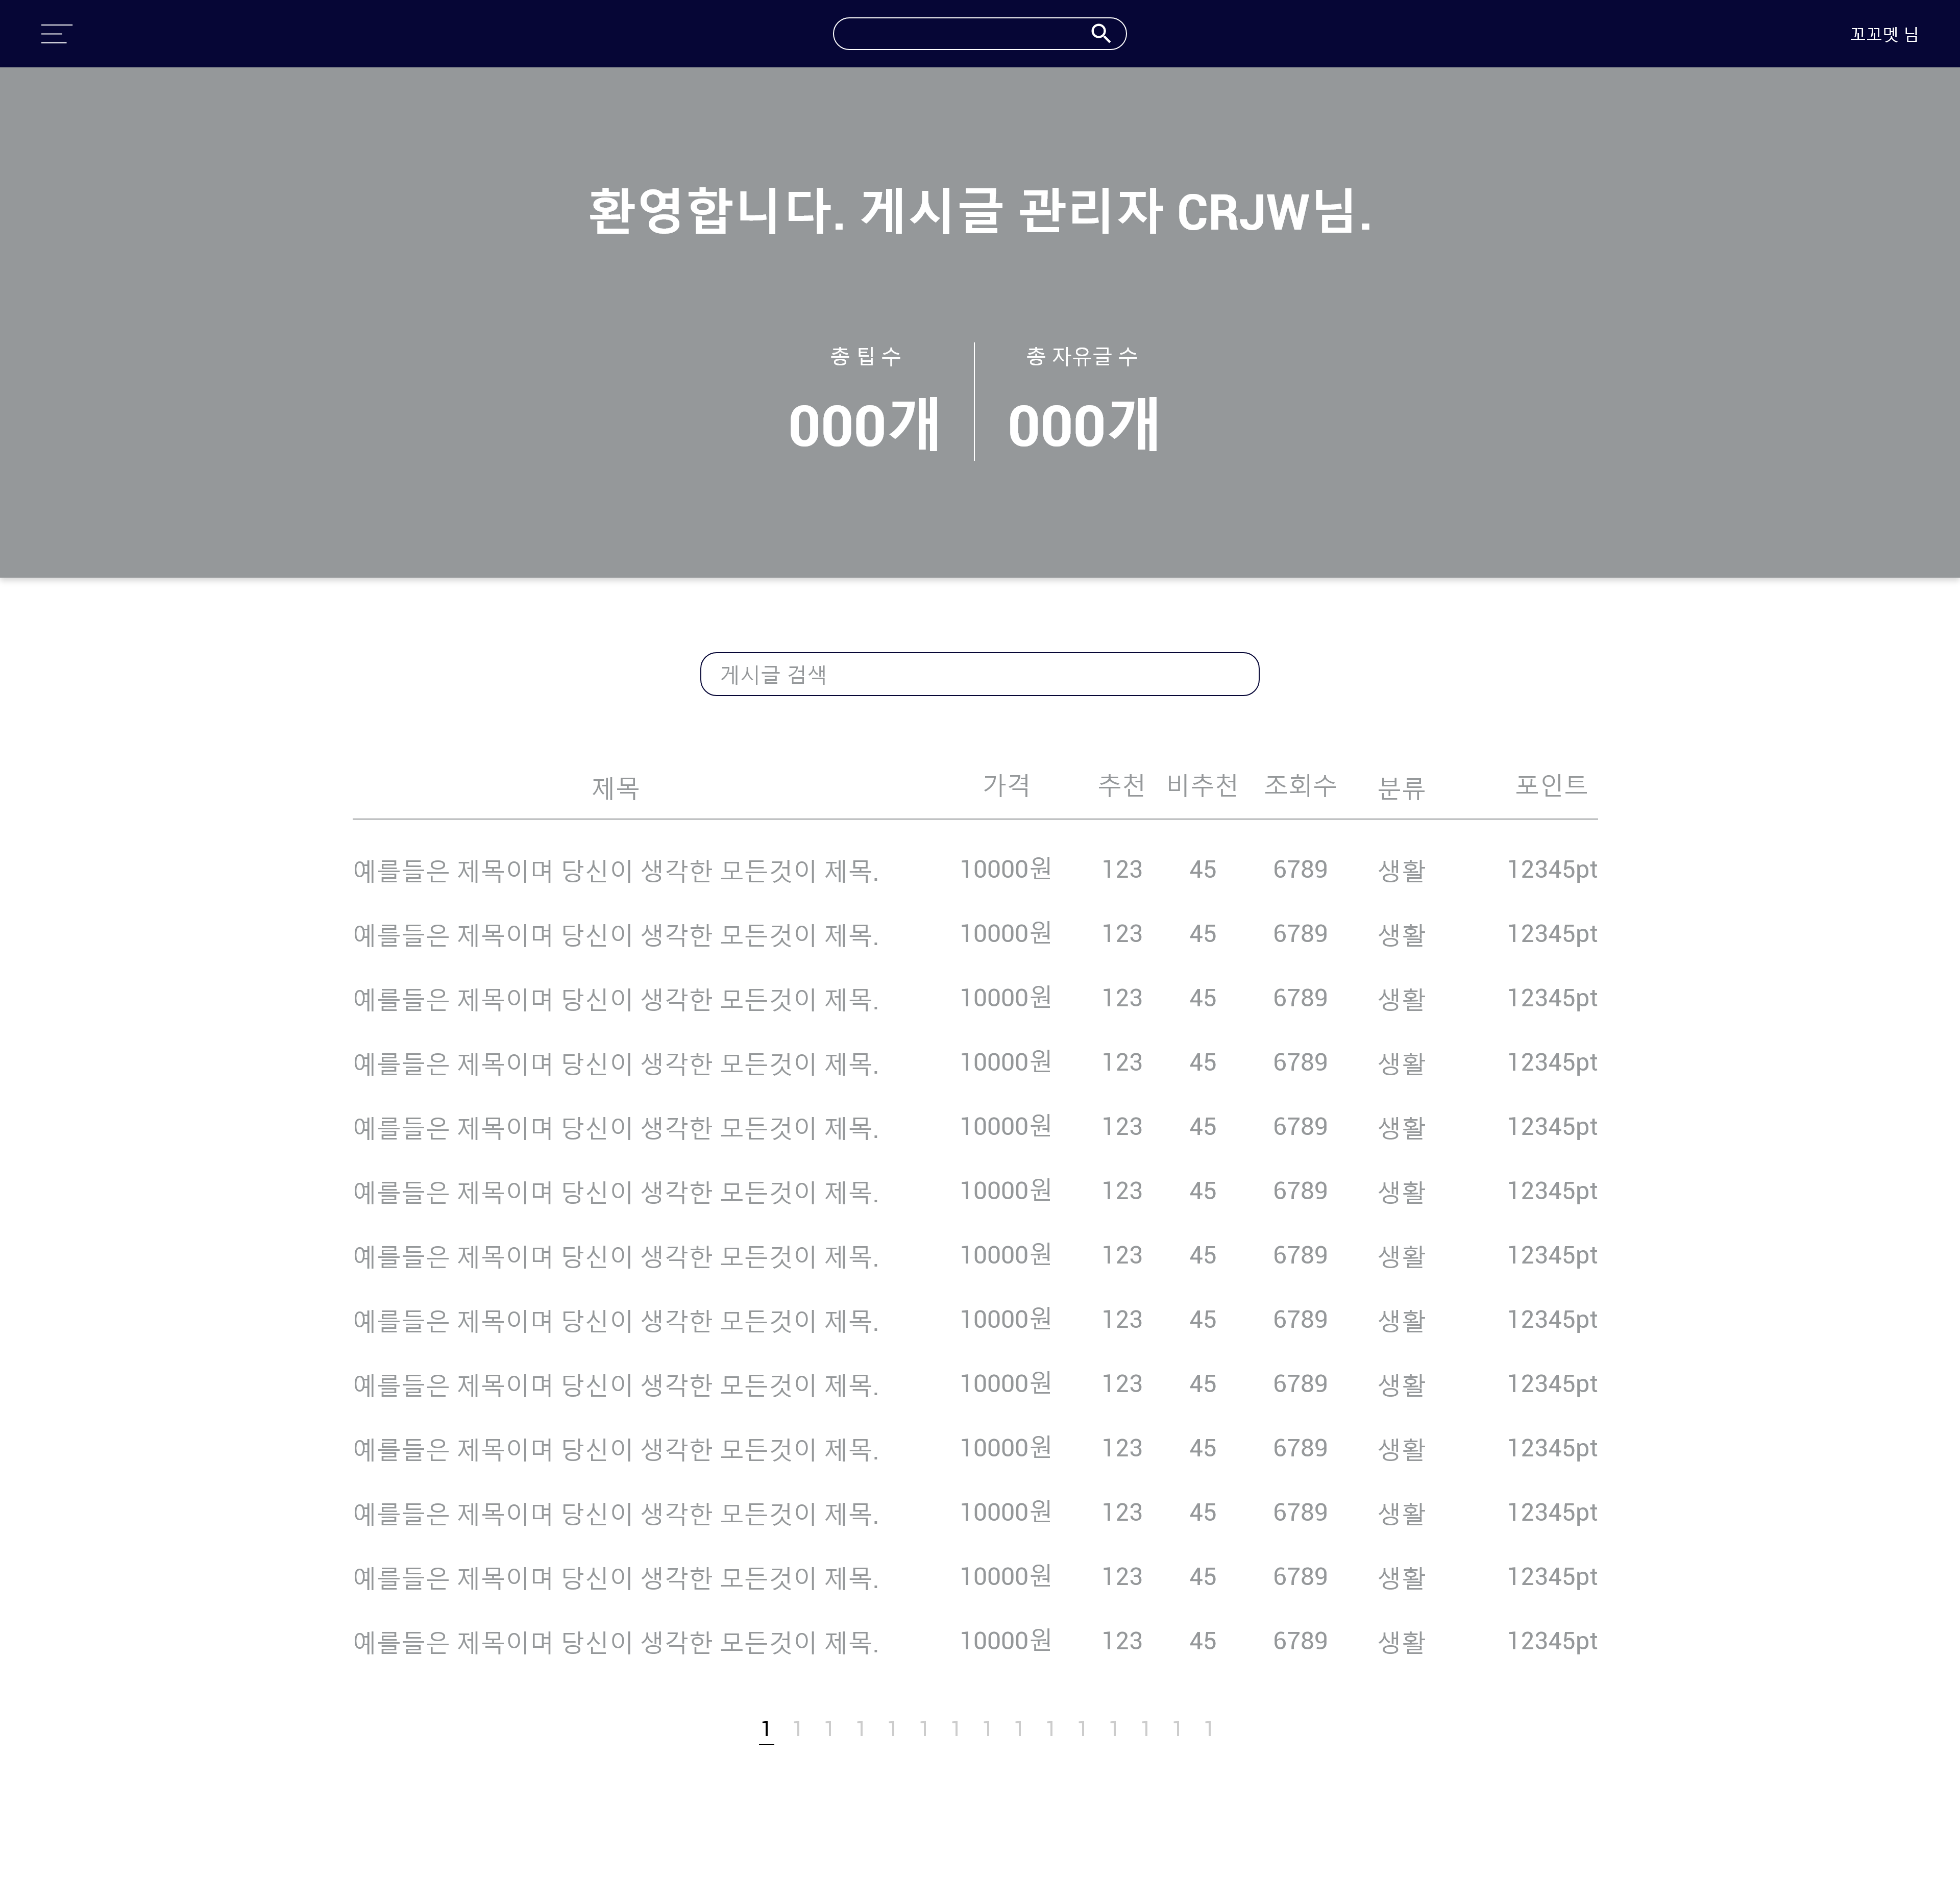 꼬꼬멧 님
환영합니다. 게시글 관리자 CRJW님.
총 팁 수 총 자유글 수
000개 000개
게시글 검색
제목 가격 추천 비추천 조회수 분류 포인트
예를들은 제목이며 당신이 생각한 모든것이 제목. 10000원 123 45 6789 생활 12345pt
예를들은 제목이며 당신이 생각한 모든것이 제목. 10000원 123 45 6789 생활 12345pt
예를들은 제목이며 당신이 생각한 모든것이 제목. 10000원 123 45 6789 생활 12345pt
예를들은 제목이며 당신이 생각한 모든것이 제목. 10000원 123 45 6789 생활 12345pt
예를들은 제목이며 당신이 생각한 모든것이 제목. 10000원 123 45 6789 생활 12345pt
예를들은 제목이며 당신이 생각한 모든것이 제목. 10000원 123 45 6789 생활 12345pt
예를들은 제목이며 당신이 생각한 모든것이 제목. 10000원 123 45 6789 생활 12345pt
예를들은 제목이며 당신이 생각한 모든것이 제목. 10000원 123 45 6789 생활 12345pt
예를들은 제목이며 당신이 생각한 모든것이 제목. 10000원 123 45 6789 생활 12345pt
예를들은 제목이며 당신이 생각한 모든것이 제목. 10000원 123 45 6789 생활 12345pt
예를들은 제목이며 당신이 생각한 모든것이 제목. 10000원 123 45 6789 생활 12345pt
예를들은 제목이며 당신이 생각한 모든것이 제목. 10000원 123 45 6789 생활 12345pt
예를들은 제목이며 당신이 생각한 모든것이 제목. 10000원 123 45 6789 생활 12345pt
1 1 1 1 1 1 1 1 1 1 1 1 1 1 1